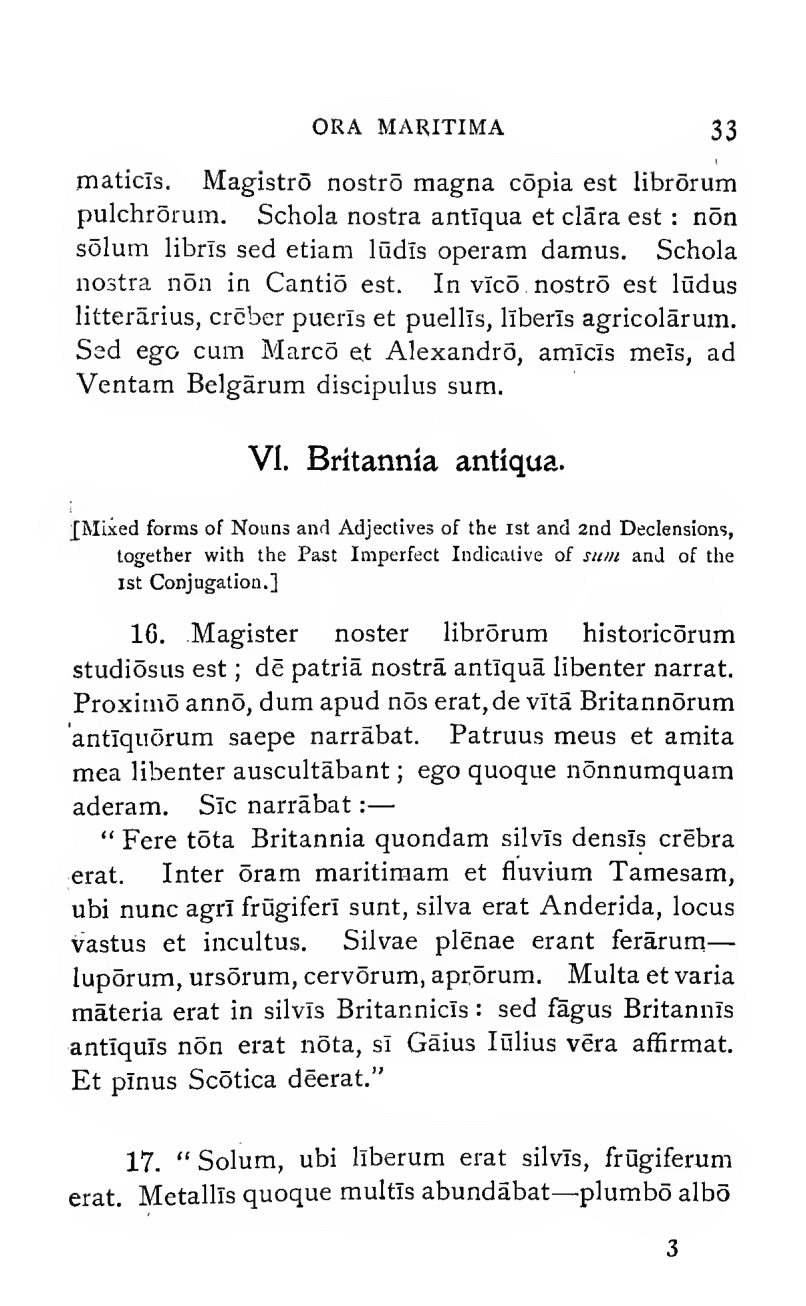 ORA MARITIMA 33
maticīs. Magistrō nostrō magna cōpia est librōrum
pulchrōrum. Schola nostra antīqua et clāra est : nōn
sōlum librīs sed etiam lūdīs operam damus. Schola
nostra nōn in Cantiō est. In vīcō nostrō est lūdus
litterārius, crēber puerīs et puellīs, līberīs agricolārum.
Sed ego cum Marcō et Alexandrō, amīcīs meīs, ad
Ventam Belgārum discipulus sum.
VI. Britannia antiqua.
[Mixed forms of Nouns and Adjectives of the 1st and 2nd Declensions,
together with the Past Imperfect Indicative of sum and of the
1st Conjugation.]
16. Magister noster librōrum historicōrum
studiōsus est ; dē patriā nostrā antīquā libenter narrat.
Proximō annō, dum apud nōs erat, de vītā Britannōrum
antīquōrum saepe narrābat. Patruus meus et amita
mea libenter auscultābant ; ego quoque nōnnumquam
aderam. Sīc narrābat :—
“ Fere tōta Britannia quondam silvīs densīs crēbra
erat. Inter ōram maritimam et fluvium Tamesam,
ubi nunc agrī frūgiferī sunt, silva erat Anderida, locus
vastus et incultus. Silvae plēnae erant ferārum—
lupōrum, ursōrum, cervōrum, aprōrum. Multa et varia
māteria erat in silvīs Britannicīs : sed fāgus Britannīs
antīquīs nōn erat nōta, sī Gāius Iūlius vēra affirmat.
Et pīnus Scōtica dēerat.”
17. “ Solum, ubi līberum erat silvīs, frūgiferum
erat. Metallīs quoque multīs abundābat—plumbō albō
3